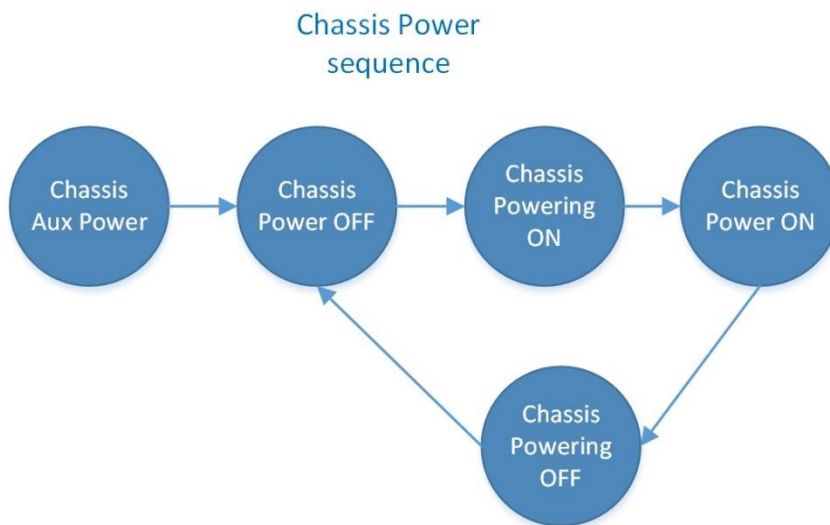 Chassis Power
sequence
Chassis
Aux Power
Chassis
Power OFF
Chassis
Powering
ON
Chassis
Power ON
Chassis
Powering
OFF